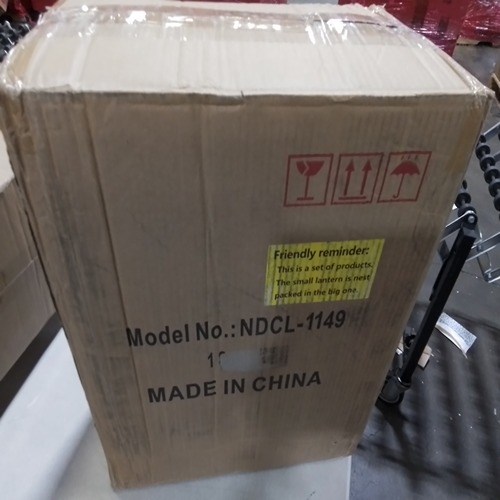 Friendly reminder:
This is a set of products.
The small lantern is nest
packed in the big one.
Model No.:NDCL-1149
MADE IN CHINA